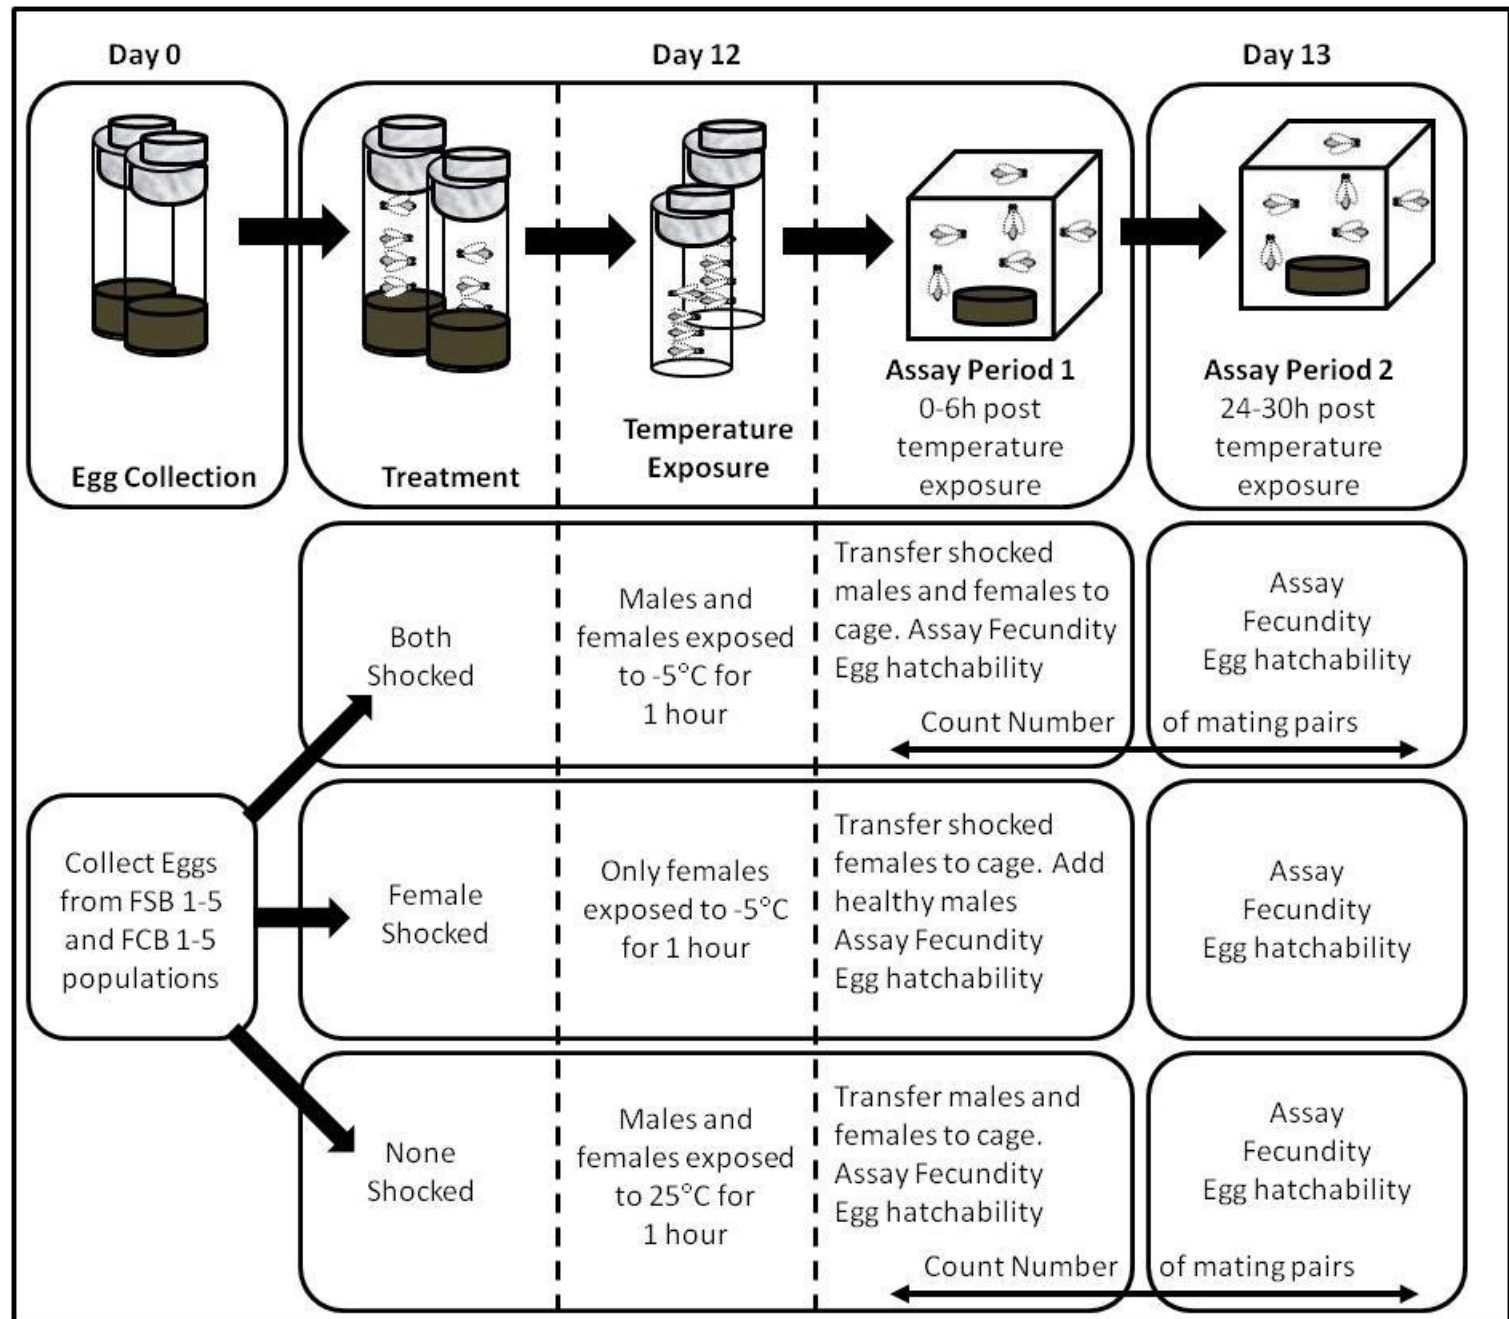 Day 0
Day 12
Day 13
Egg Collection
Treatment
Temperature
Exposure
Assay Period 1
0-6h post
temperature
exposure
Assay Period 2
24-30h post
temperature
exposure
Collect Eggs
from FSB 1-5
and FCB 1-5
populations
Both
Shocked
Males and
females exposed
to -5°C for
1 hour
Transfer shocked
males and females to
cage. Assay Fecundity
Egg hatchability
Assay
Fecundity
Egg hatchability
Count Number of mating pairs
Female
Shocked
Only females
exposed to -5°C
for 1 hour
Transfer shocked
females to cage. Add
healthy males
Assay Fecundity
Egg hatchability
Assay
Fecundity
Egg hatchability
None
Shocked
Males and
females exposed
to 25°C for
1 hour
Transfer males and
females to cage.
Assay Fecundity
Egg hatchability
Assay
Fecundity
Egg hatchability
Count Number of mating pairs